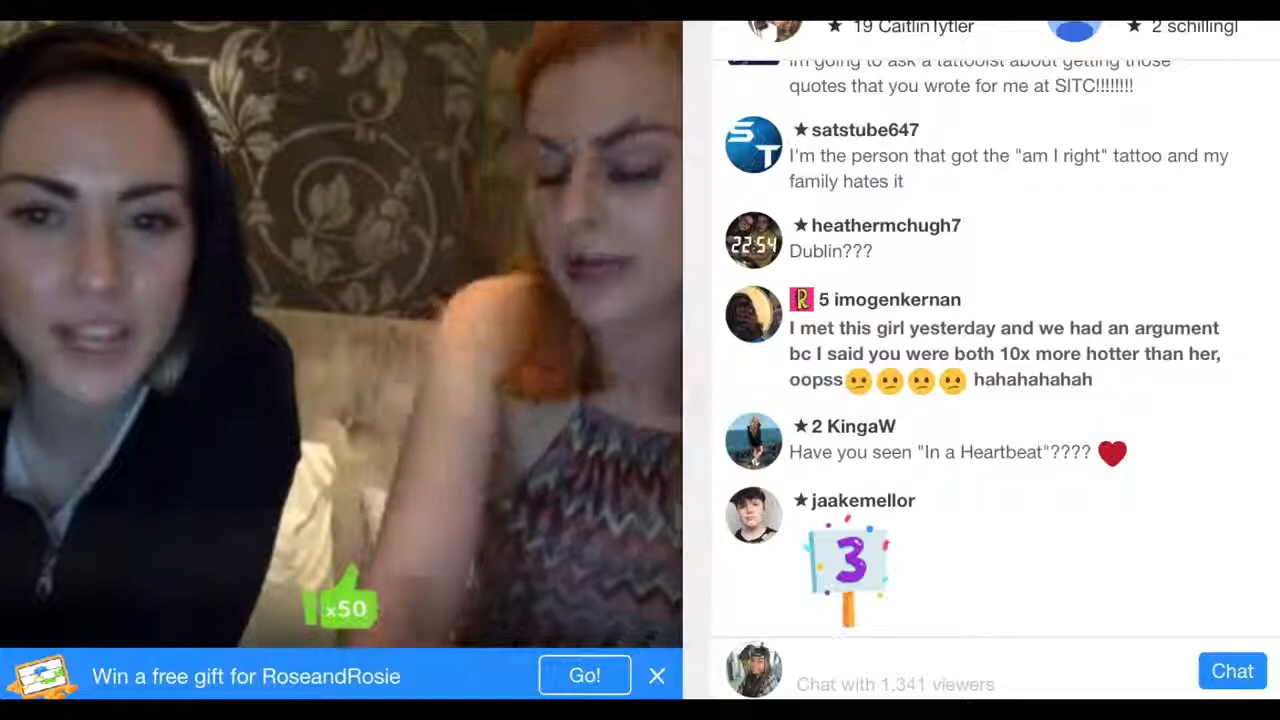 ★ 19 CaitlinTytler
★ 2 schillingl
im going to ask a tattooist about getting those
quotes that you wrote for me at SITC!!!!!!!!
ST
★ satstube647
I'm the person that got the "am I right" tattoo and my
family hates it
22:54
★ heathermchugh7
Dublin???
R 5 imogenkernan
I met this girl yesterday and we had an argument
bc I said you were both 10x more hotter than her,
oopss😕😕😕😕 hahahahahah
★ 2 KingaW
Have you seen "In a Heartbeat"???? ❤️
★ jaakemellor
3
x50
Win a free gift for RoseandRosie
Go!
Chat with 1,341 viewers
Chat